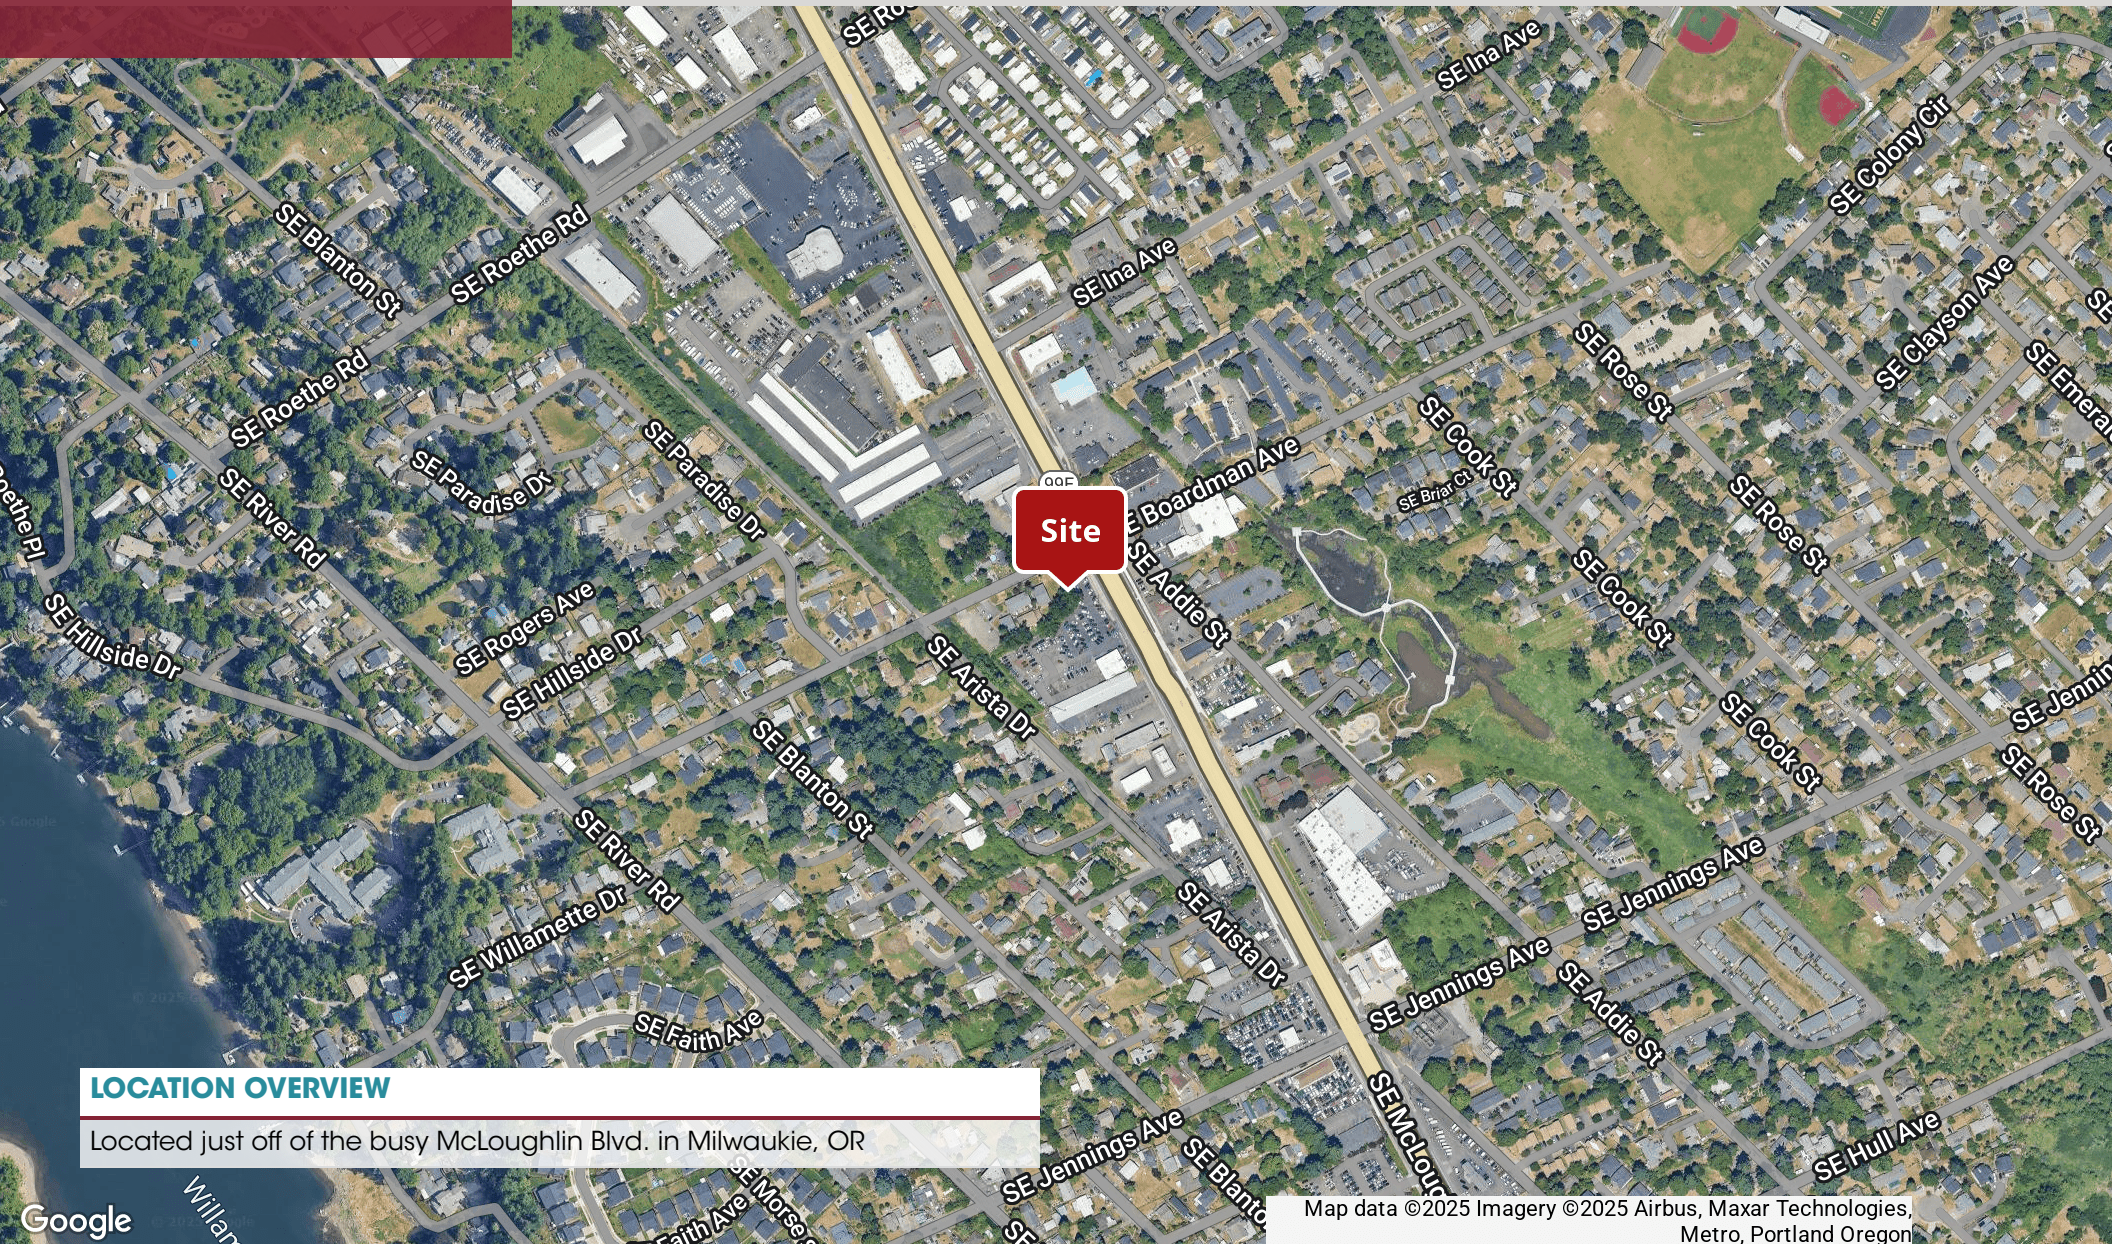 SE Ina Ave
SE Colony Cir
SE Blanton St
SE Roethe Rd
SE Ina Ave
SE Clayson Ave
SE Rose St
SE Roethe Rd
SE Cook St
SE Paradise Dr
SE Paradise Dr
SE Boardman Ave
SE Briar Ct
99E
SE River Rd
SE Rose St
Site
SE Addie St
SE Cook St
SE Rogers Ave
SE Hillside Dr
SE Hillside Dr
SE Arista Dr
SE Cook St
SE Blanton St
SE Rose St
SE River Rd
SE Jennings Ave
SE Willamette Dr
SE Arista Dr
SE Jennings Ave
SE Addie St
SE Faith Ave
LOCATION OVERVIEW
Located just off of the busy McLoughlin Blvd. in Milwaukie, OR
SE Jennings Ave
SE Hull Ave
Google
Map data ©2025 Imagery ©2025 Airbus, Maxar Technologies,
Metro, Portland Oregon